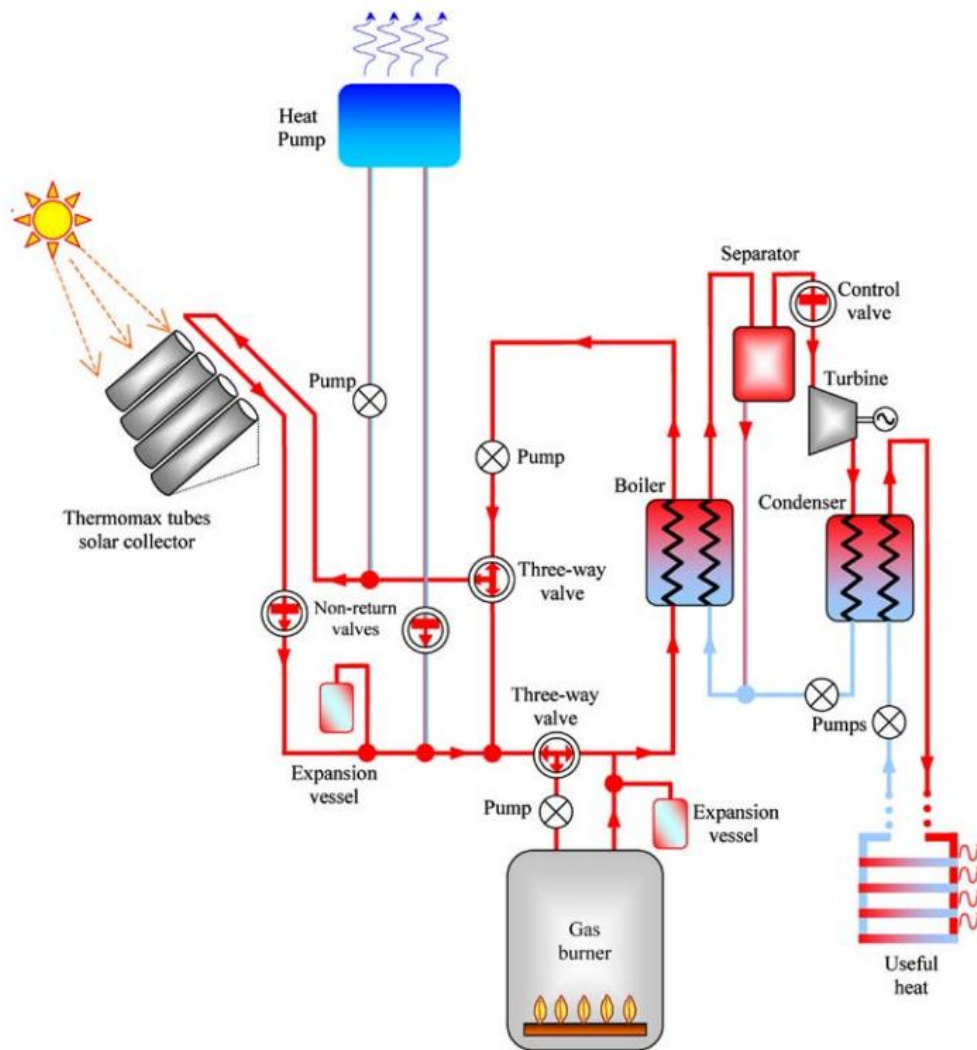 Heat
Pump
Separator
Control
valve
Pump
Turbine
Pump
Boiler
Condenser
Thermomax tubes
solar collector
Three-way
valve
Non-return
valves
Three-way
valve
Pumps
Expansion
vessel
Pump
Expansion
vessel
Gas
burner
Useful
heat